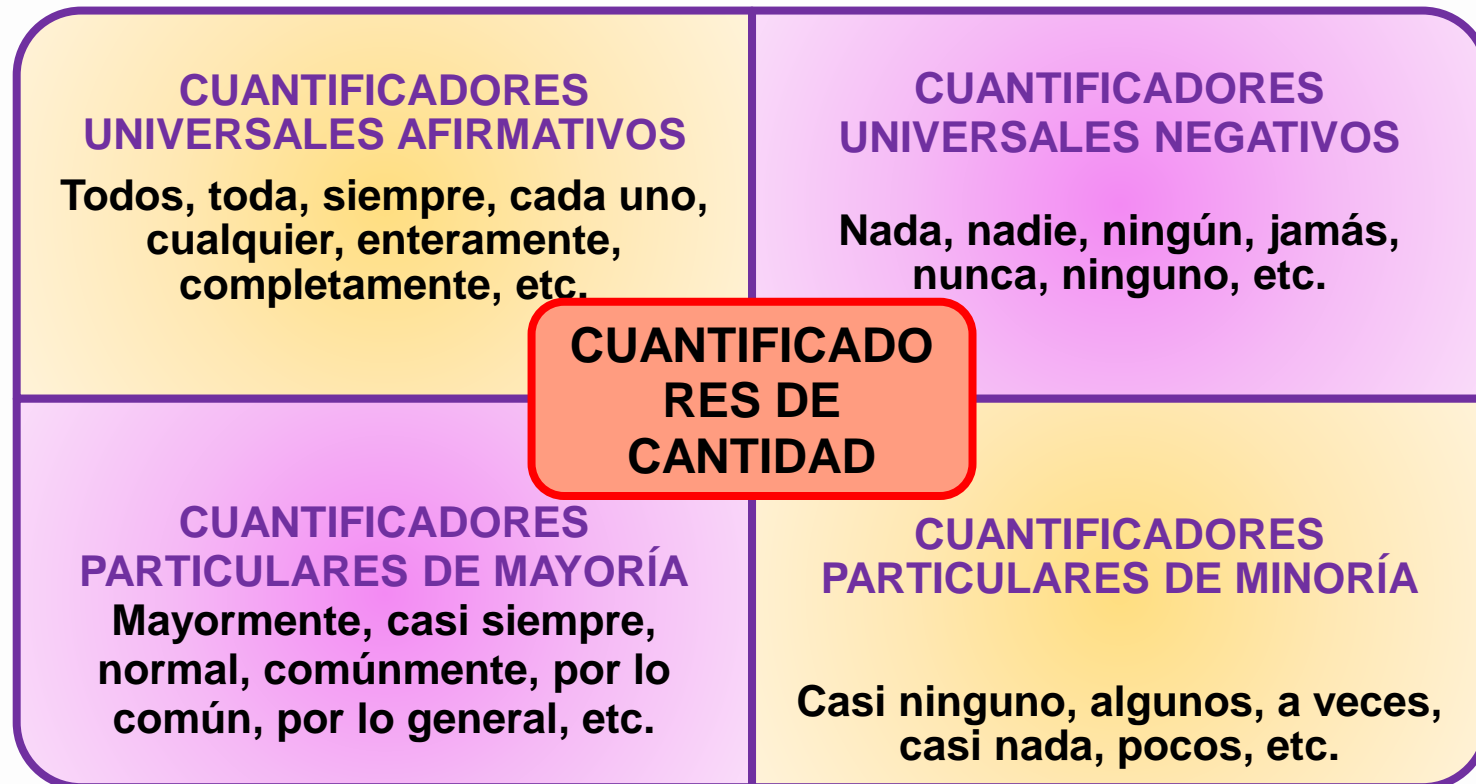 CUANTIFICADORES
UNIVERSALES AFIRMATIVOS
Todos, toda, siempre, cada uno,
cualquier, enteramente,
completamente, etc.
CUANTIFICADORES
UNIVERSALES NEGATIVOS
Nada, nadie, ningún, jamás,
nunca, ninguno, etc.
CUANTIFICADO
RES DE
CANTIDAD
CUANTIFICADORES
PARTICULARES DE MAYORÍA
Mayormente, casi siempre,
normal, comúnmente, por lo
común, por lo general, etc.
CUANTIFICADORES
PARTICULARES DE MINORÍA
Casi ninguno, algunos, a veces,
casi nada, pocos, etc.